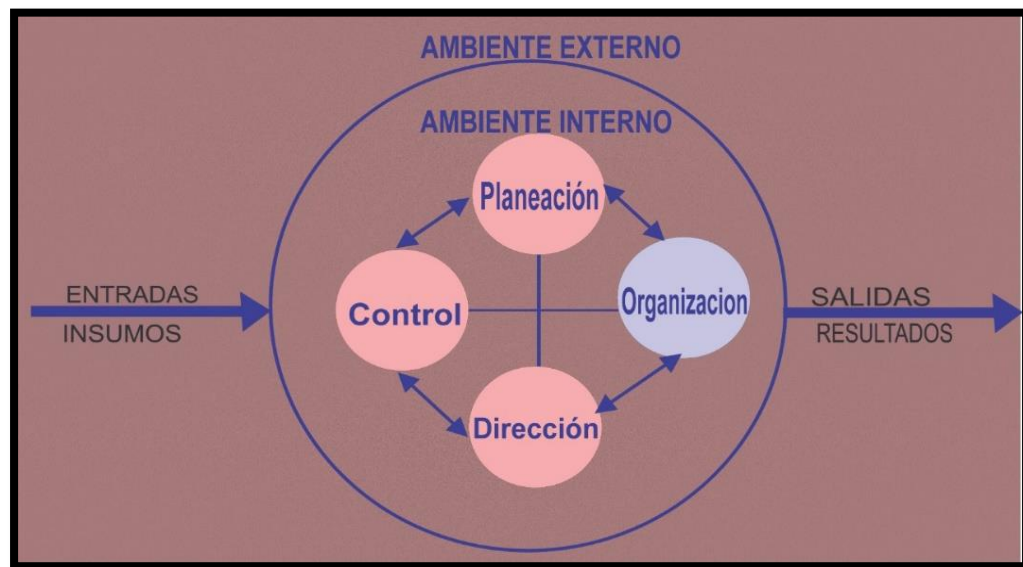 AMBIENTE EXTERNO
AMBIENTE INTERNO
Planeación
Control
Organizacion
Dirección
ENTRADAS
INSUMOS
SALIDAS
RESULTADOS